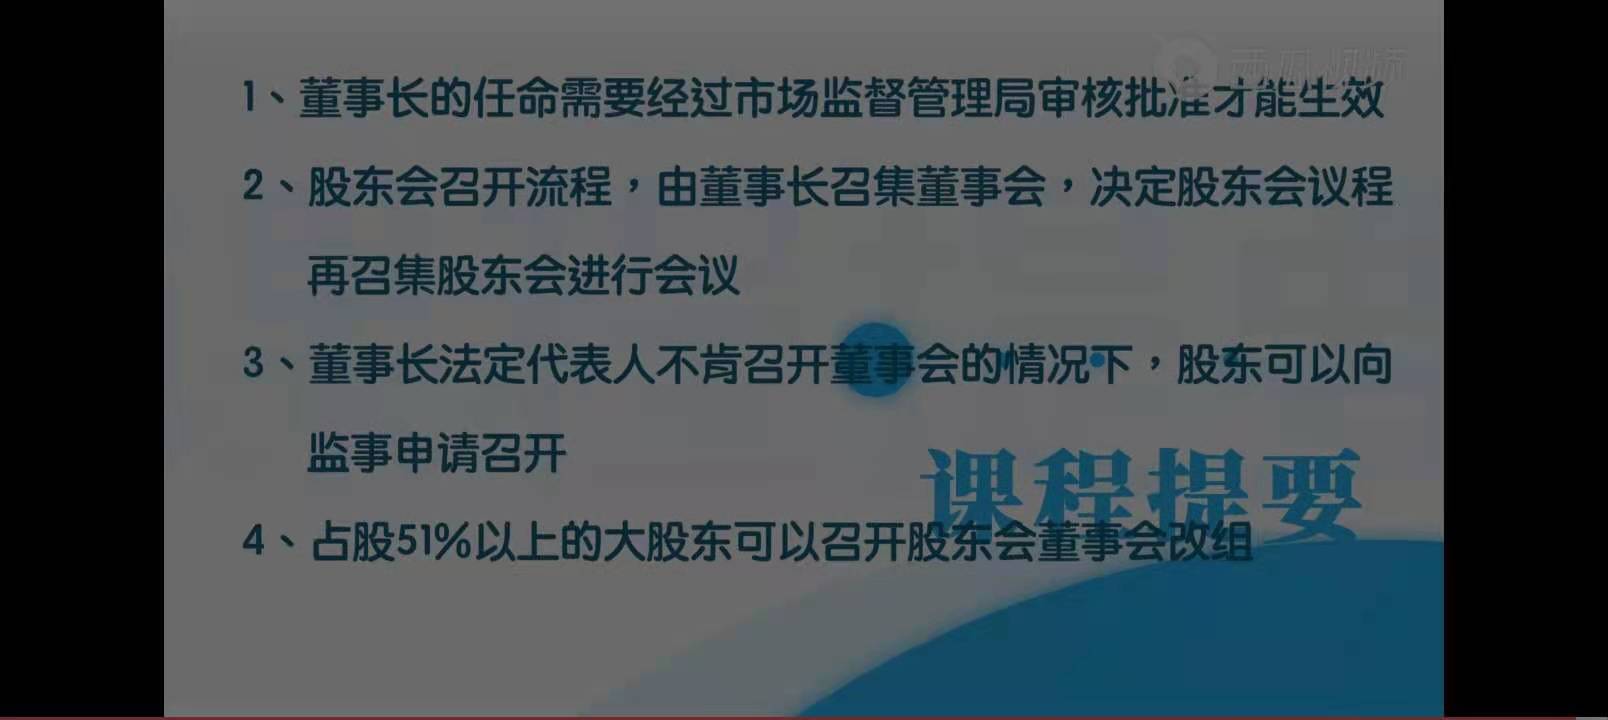 西瓜视频
1、董事长的任命需要经过市场监督管理局审核批准才能生效
2、股东会召开流程，由董事长召集董事会，决定股东会议程
再召集股东会进行会议
3、董事长法定代表人不肯召开董事会的情况下，股东可以向
监事申请召开
课程提要
4、占股51%以上的大股东可以召开股东会董事会改组